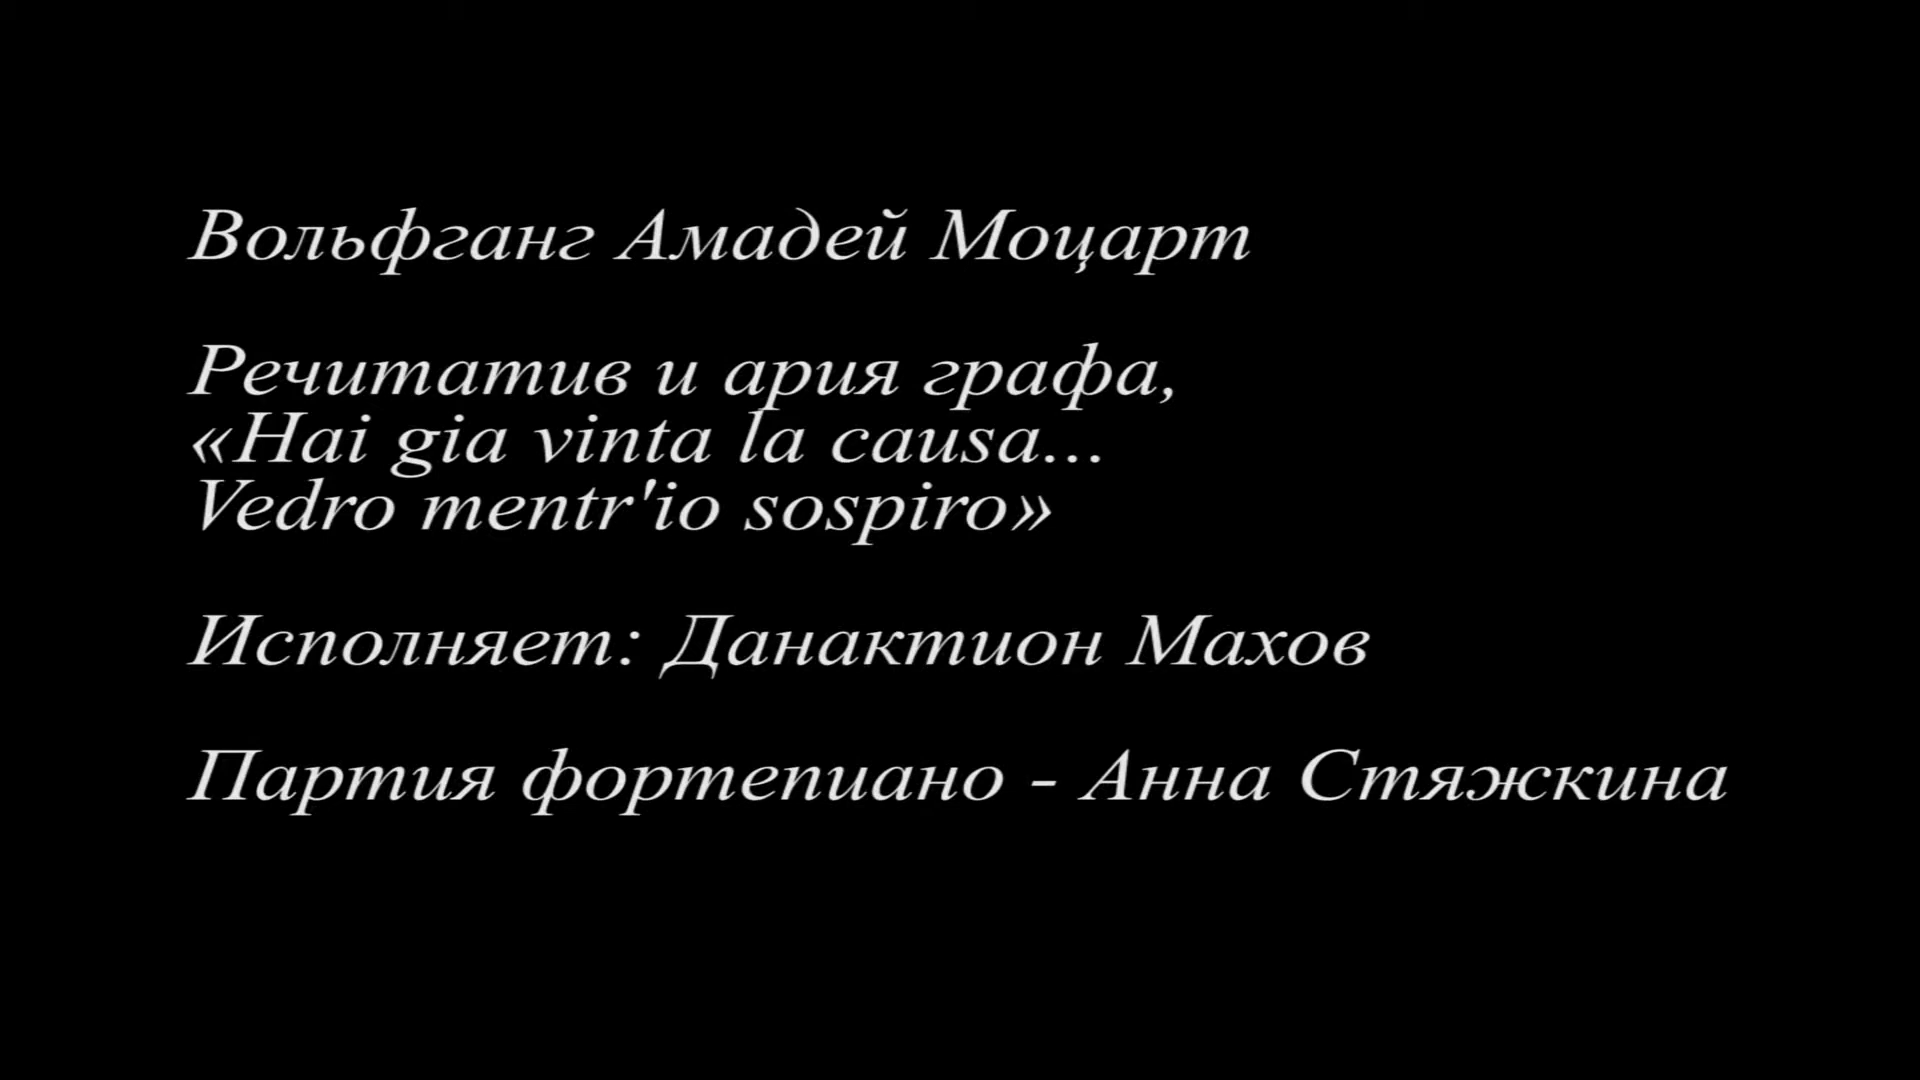 Вольфганг Амадей Моцарт
Речитатив и ария графа,
«Hai gia vinta la causa...
Vedro mentr'io sospiro»
Исполняет: Данактион Махов
Партия фортепиано - Анна Стяжкина